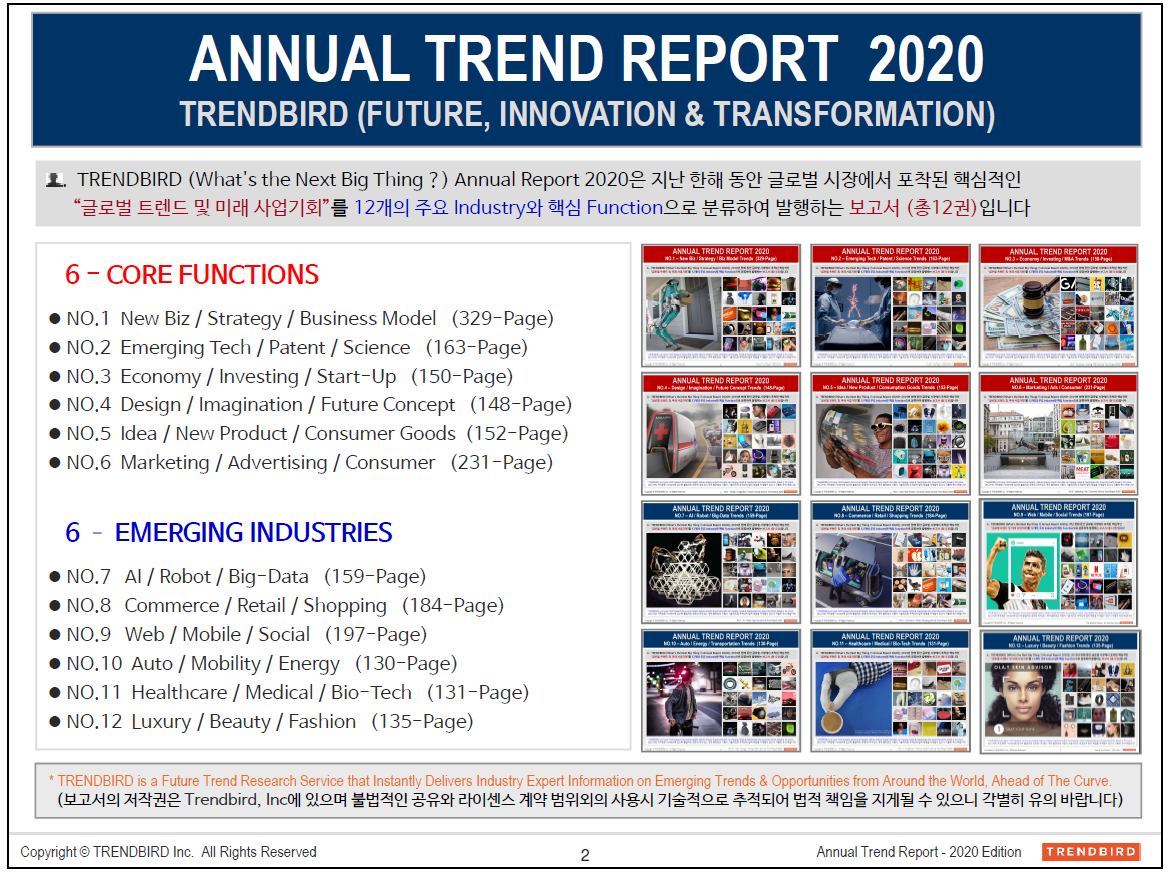 ANNUAL TREND REPORT 2020
TRENDBIRD (FUTURE, INNOVATION & TRANSFORMATION)
TRENDBIRD (What's the Next Big Thing ?) Annual Report 2020은 지난 한해 동안 글로벌 시장에서 포착된 핵심적인
“글로벌 트렌드 및 미래 사업기회”를 12개의 주요 Industry와 핵심 Function으로 분류하여 발행하는 보고서 (총12권)입니다
6 - CORE FUNCTIONS
● NO.1 New Biz / Strategy / Business Model (329-Page)
● NO.2 Emerging Tech / Patent / Science (163-Page)
● NO.3 Economy / Investing / Start-Up (150-Page)
● NO.4 Design / Imagination / Future Concept (148-Page)
● NO.5 Idea / New Product / Consumer Goods (152-Page)
● NO.6 Marketing / Advertising / Consumer (231-Page)
6 - EMERGING INDUSTRIES
● NO.7 AI / Robot / Big-Data (159-Page)
● NO.8 Commerce / Retail / Shopping (184-Page)
● NO.9 Web / Mobile / Social (197-Page)
● NO.10 Auto / Mobility / Energy (130-Page)
● NO.11 Healthcare / Medical / Bio-Tech (131-Page)
● NO.12 Luxury / Beauty / Fashion (135-Page)
ANNUAL TREND REPORT 2020
NO.1 - New Biz / Strategy / Biz Model Trends (329-Page)
ANNUAL TREND REPORT 2020
NO.2 - Emerging Tech / Patent / Science Trends (163-Page)
ANNUAL TREND REPORT 2020
NO.3 - Economy / Investing / M&A Trends (150-Page)
ANNUAL TREND REPORT 2020
NO.4 - Design / Imagination / Future Concept Trends (148-Page)
ANNUAL TREND REPORT 2020
NO.5 - Idea / New Product / Consumption Goods Trends (152-Page)
ANNUAL TREND REPORT 2020
NO.6 - Marketing / Ads / Consumer (231-Page)
ANNUAL TREND REPORT 2020
NO.7 - AI / Robot / Big-Data Trends (159-Page)
ANNUAL TREND REPORT 2020
NO.8 - Commerce / Retail / Shopping Trends (184-Page)
ANNUAL TREND REPORT 2020
NO.9 - Web / Mobile / Social Trends (197-Page)
ANNUAL TREND REPORT 2020
NO.10 - Auto / Energy / Transportation Trends (130-Page)
ANNUAL TREND REPORT 2020
NO.11 - Healthcare / Medical / Bio-Tech Trends (131-Page)
ANNUAL TREND REPORT 2020
NO.12 - Luxury / Beauty / Fashion Trends (135-Page)
OLAY SKIN ADVISOR
* TRENDBIRD is a Future Trend Research Service that Instantly Delivers Industry Expert Information on Emerging Trends & Opportunities from Around the World, Ahead of The Curve.
(보고서의 저작권은 Trendbird, Inc에 있으며 불법적인 공유와 라이센스 계약 범위외의 사용시 기술적으로 추적되어 법적 책임을 지게될 수 있으니 각별히 유의 바랍니다)
Copyright © TRENDBIRD Inc. All Rights Reserved
2
Annual Trend Report - 2020 Edition
TRENDBIRD